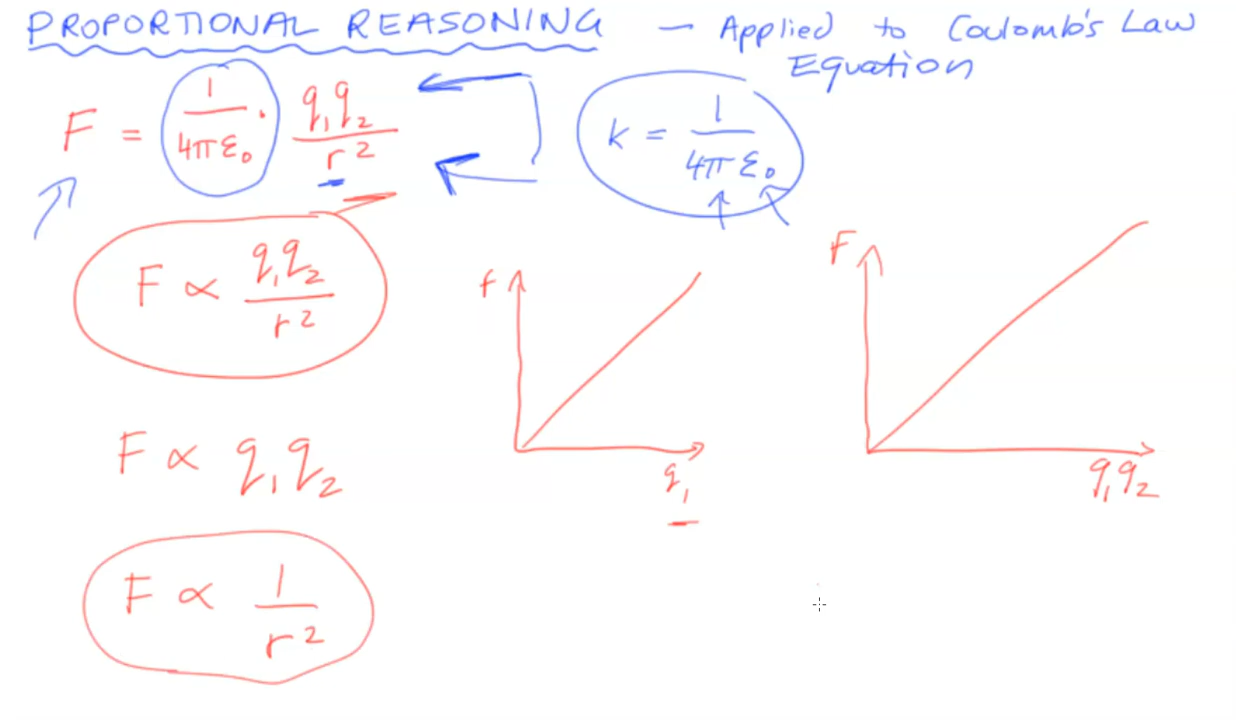 PROPORTIONAL REASONING — Applied to Coulomb's Law
Equation
F = 1/4πε₀ · q₁q₂/r²
k = 1/4πε₀
F ∝ q₁q₂/r²
F
q₁
F
q₁q₂
F ∝ q₁q₂
F ∝ 1/r²